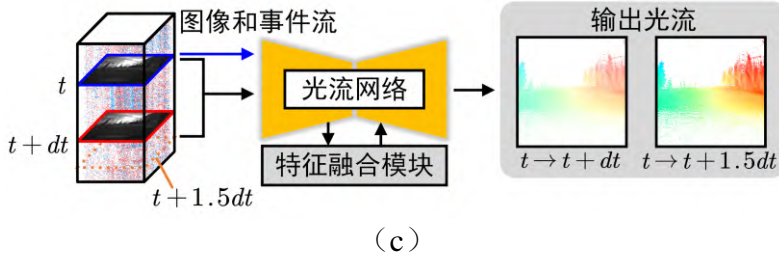 图像和事件流
输出光流
t
光流网络
t + dt
特征融合模块
t → t + dt
t → t + 1.5dt
t + 1.5dt
（c）